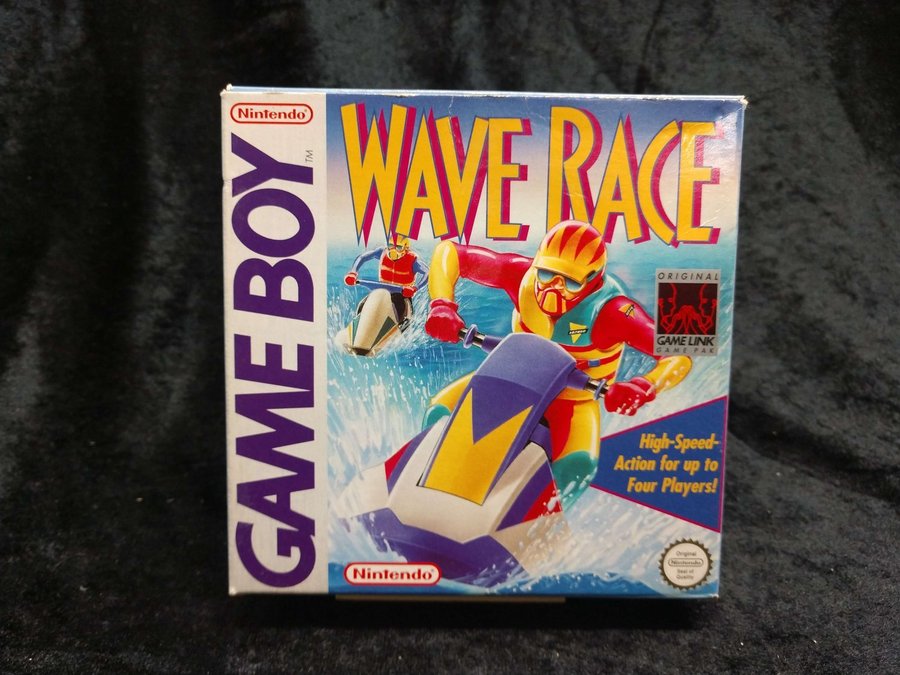 Nintendo®
GAME BOY™
WAVE RACE
ORIGINAL
GAME LINK
GAME PAK
High-Speed-
Action for up to
Four Players!
Nintendo®
Original
Nintendo
Seal of
Quality